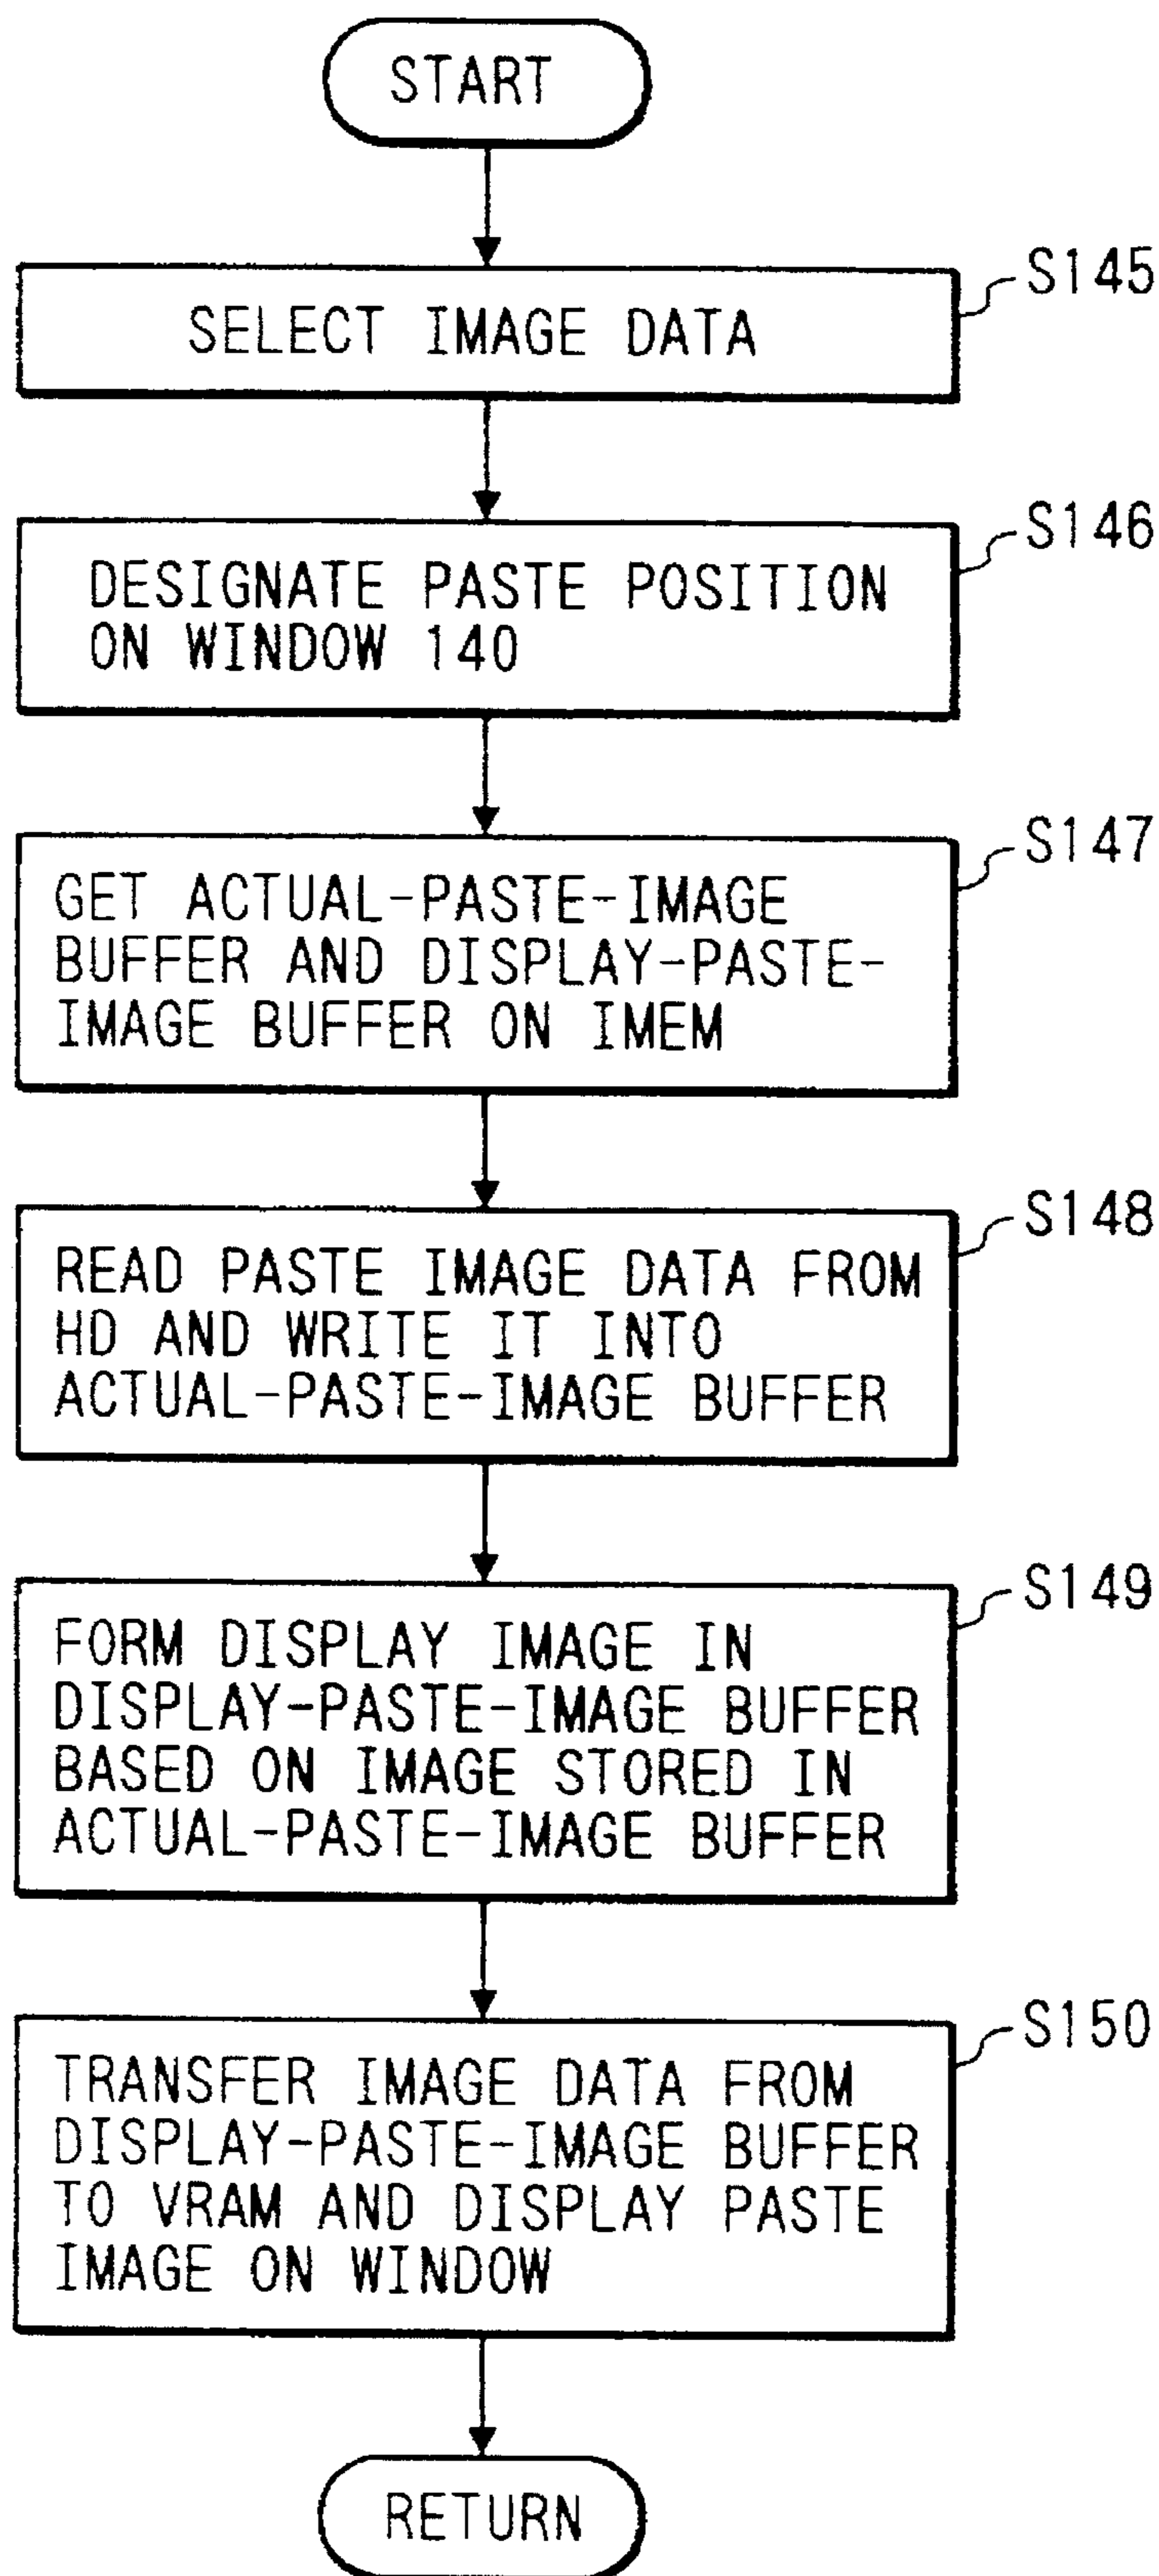 START
S145
SELECT IMAGE DATA
S146
DESIGNATE PASTE POSITION
ON WINDOW 140
S147
GET ACTUAL-PASTE-IMAGE
BUFFER AND DISPLAY-PASTE-
IMAGE BUFFER ON IMEM
S148
READ PASTE IMAGE DATA FROM
HD AND WRITE IT INTO
ACTUAL-PASTE-IMAGE BUFFER
S149
FORM DISPLAY IMAGE IN
DISPLAY-PASTE-IMAGE BUFFER
BASED ON IMAGE STORED IN
ACTUAL-PASTE-IMAGE BUFFER
S150
TRANSFER IMAGE DATA FROM
DISPLAY-PASTE-IMAGE BUFFER
TO VRAM AND DISPLAY PASTE
IMAGE ON WINDOW
RETURN